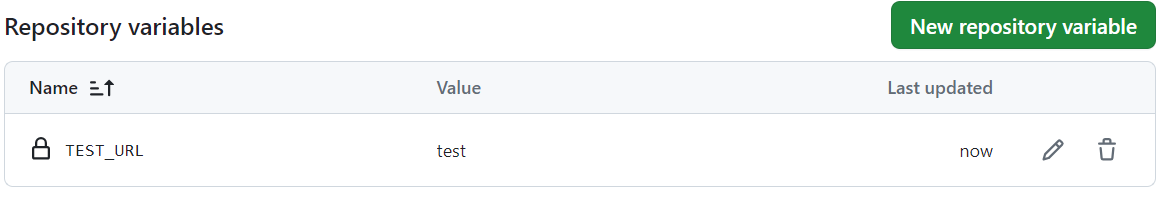 Repository variables
New repository variable
Name Value Last updated
TEST_URL test now